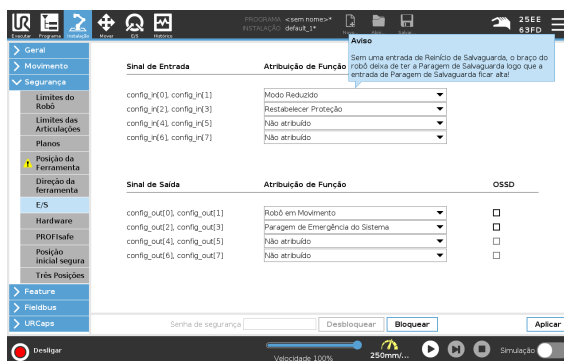 PROGRAMA <sem nomes>*
INSTALAÇÃO default_1*
25EE
63FD
Executar Programa Instalação Mover E/S Histórico Novo... Abrir... Salvar...
Geral
Movimento
Segurança
Limites do
Robô
Limites das
Articulações
Planos
Posição da
Ferramenta
Direção da
ferramenta
E/S
Hardware
PROFIsafe
Posição
inicial segura
Três Posições
Feature
Fieldbus
URCaps
Aviso
Sem uma entrada de Reinício de Salvaguarda, o braço do
robô deixa de ter a Paragem de Salvaguarda logo que a
entrada de Paragem de Salvaguarda ficar alta!
Sinal de Entrada Atribuição de Função
config_in[0], config_in[1] Modo Reduzido
config_in[2], config_in[3] Restabelecer Proteção
config_in[4], config_in[5] Não atribuído
config_in[6], config_in[7] Não atribuído
Sinal de Saída Atribuição de Função OSSD
config_out[0], config_out[1] Robô em Movimento
config_out[2], config_out[3] Paragem de Emergência do Sistema
config_out[4], config_out[5] Não atribuído
config_out[6], config_out[7] Não atribuído
Senha de segurança Desbloquear Bloquear Aplicar
Desligar Velocidade 100% 250mm/... Simulação